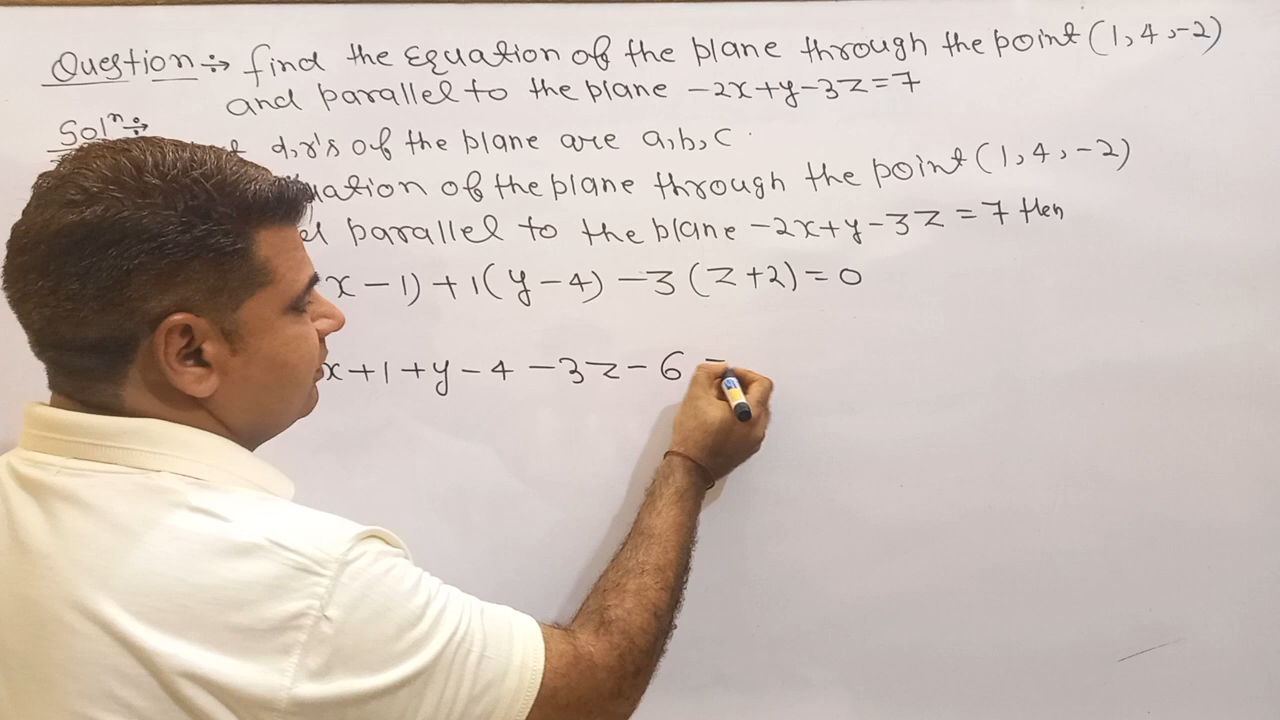 Question :→ find the Equation of the plane through the point (1, 4, -2)
and parallel to the plane -2x+y-3z=7
Solⁿ :→
d.r's of the plane are a,b,c.
of the plane through the point (1, 4, -2)
parallel to the plane -2x+y-3z=7 then
x-1)+1(y-4)-3(z+2)=0
x+1+y-4-3z-6